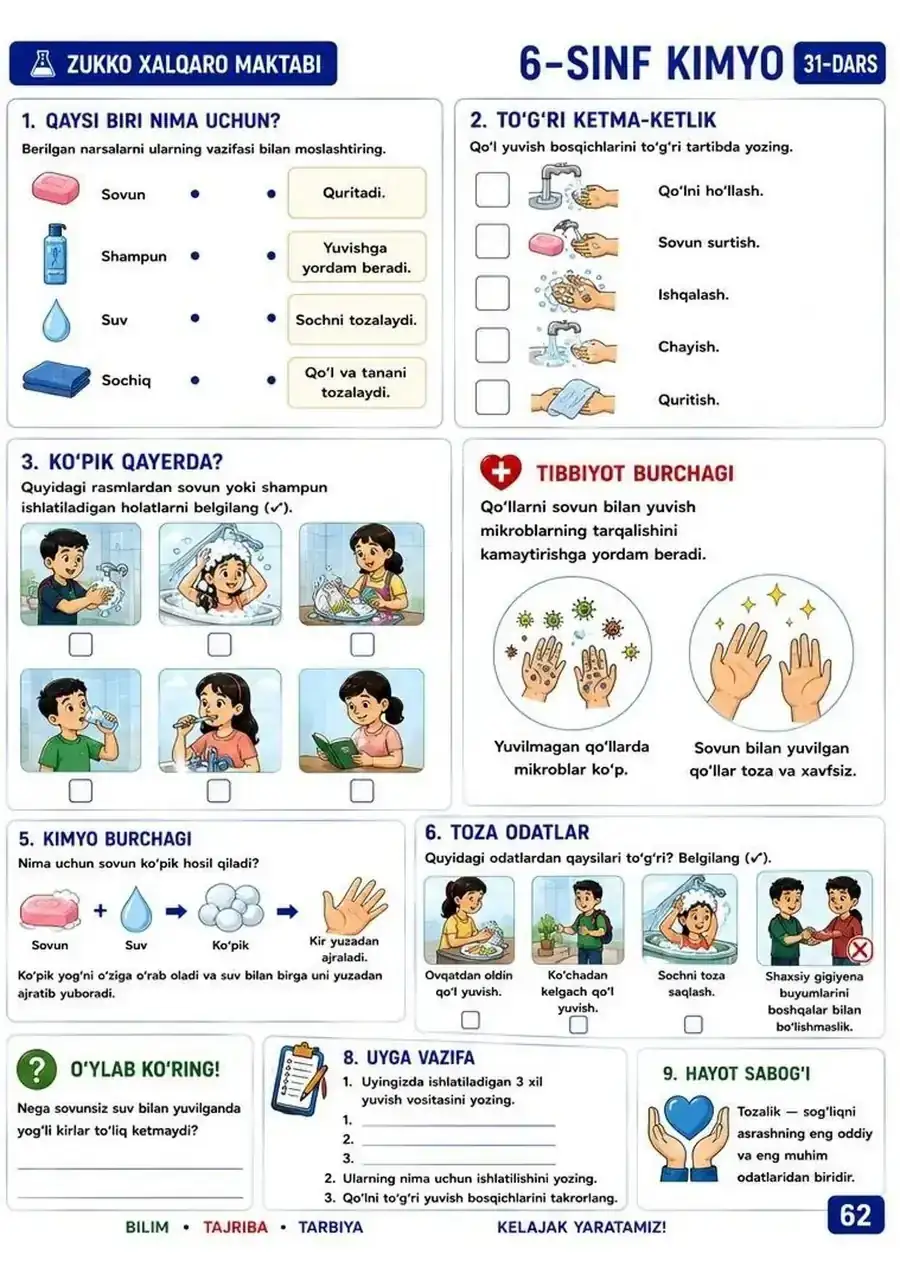 ZUKKO XALQARO MAKTABI
6-SINF KIMYO
31-DARS
1. QAYSI BIRI NIMA UCHUN?
Berilgan narsalarni ularning vazifasi bilan moslashtiring.
Sovun
Quritadi.
Shampun
Yuvishga
yordam beradi.
Suv
Sochni tozalaydi.
Sochiq
Qo‘l va tanani
tozalaydi.
2. TO‘G‘RI KETMA-KETLIK
Qo‘l yuvish bosqichlarini to‘g‘ri tartibda yozing.
Qo‘lni ho‘llash.
Sovun surtish.
Ishqalash.
Chayish.
Quritish.
3. KO‘PIK QAYERDA?
Quyidagi rasmlardan sovun yoki shampun
ishlatiladigan holatlarni belgilang (✓).
TIBBIYOT BURCHAGI
Qo‘llarni sovun bilan yuvish
mikroblarning tarqalishini
kamaytirishga yordam beradi.
Yuvilmagan qo‘llarda
mikroblar ko‘p.
Sovun bilan yuvilgan
qo‘llar toza va xavfsiz.
5. KIMYO BURCHAGI
Nima uchun sovun ko‘pik hosil qiladi?
Sovun
+
Suv
Ko‘pik
Kir yuzadan
ajraladi.
Ko‘pik yog‘ni o‘ziga o‘rab oladi va suv bilan birga uni yuzadan
ajratib yuboradi.
6. TOZA ODATLAR
Quyidagi odatlardan qaysilari to‘g‘ri? Belgilang (✓).
Ovqatdan oldin
qo‘l yuvish.
Ko‘chadan
kelgach qo‘l
yuvish.
Sochni toza
saqlash.
Shaxsiy gigiyena
buyumlarini
boshqalar bilan
bo‘lishmaslik.
? O‘YLAB KO‘RING!
Nega sovunsiz suv bilan yuvilganda
yog‘li kirlar to‘liq ketmaydi?
8. UYGA VAZIFA
1. Uyingizda ishlatiladigan 3 xil
yuvish vositasini yozing.
1.
2.
3.
2. Ularning nima uchun ishlatilishini yozing.
3. Qo‘lni to‘g‘ri yuvish bosqichlarini takrorlang.
9. HAYOT SABOG‘I
Tozalik — sog‘liqni
asrashning eng oddiy
va eng muhim
odatlaridan biridir.
62
BILIM • TAJRIBA • TARBIYA
KELAJAK YARATAMIZ!